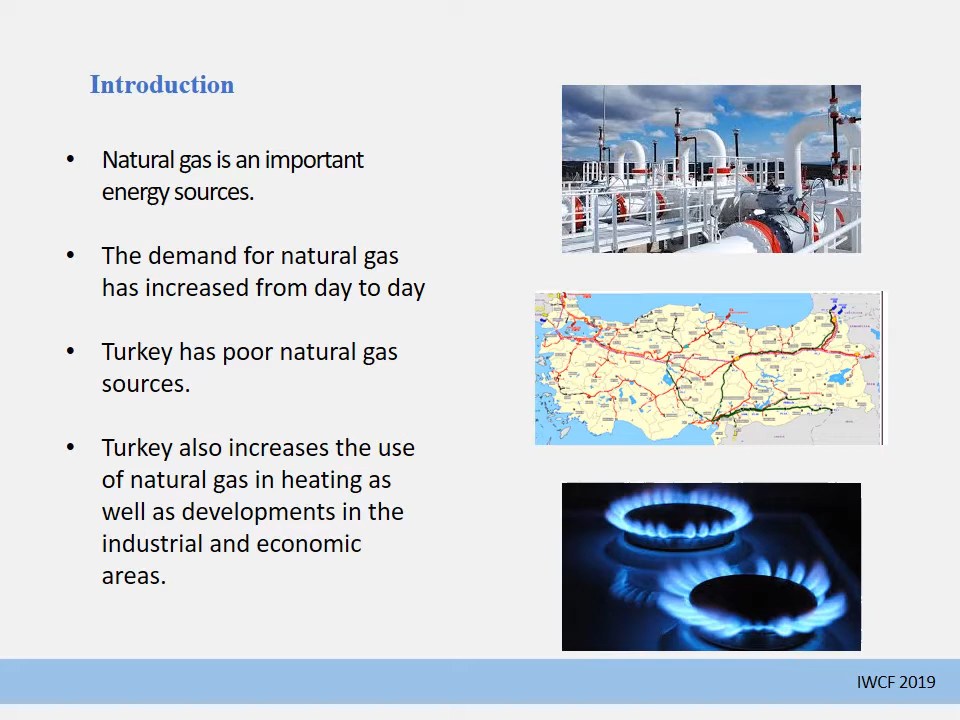 Introduction
• Natural gas is an important
energy sources.
• The demand for natural gas
has increased from day to day
• Turkey has poor natural gas
sources.
• Turkey also increases the use
of natural gas in heating as
well as developments in the
industrial and economic
areas.
IWCF 2019